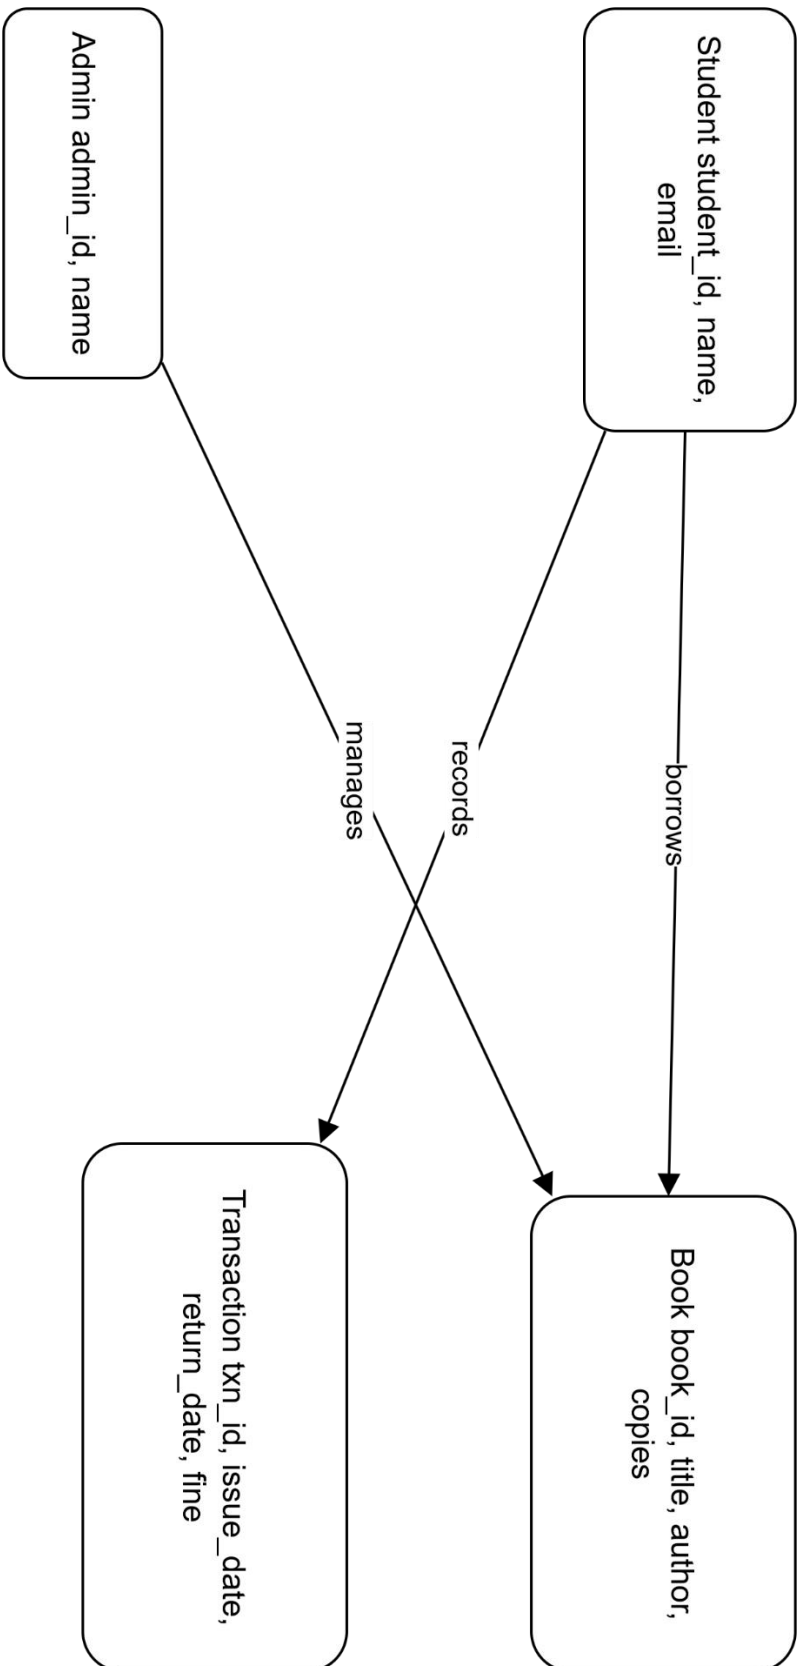 Student student_id, name,
email
borrows
Book book_id, title, author,
copies
records
manages
Admin admin_id, name
Transaction txn_id, issue_date,
return_date, fine